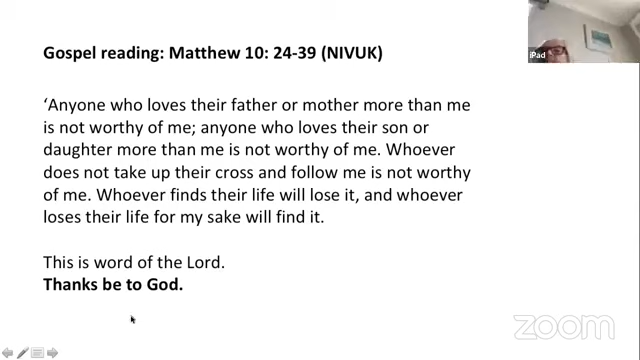 Gospel reading: Matthew 10: 24-39 (NIVUK)
‘Anyone who loves their father or mother more than me
is not worthy of me; anyone who loves their son or
daughter more than me is not worthy of me. Whoever
does not take up their cross and follow me is not worthy
of me. Whoever finds their life will lose it, and whoever
loses their life for my sake will find it.
This is word of the Lord.
Thanks be to God.
iPad
zoom